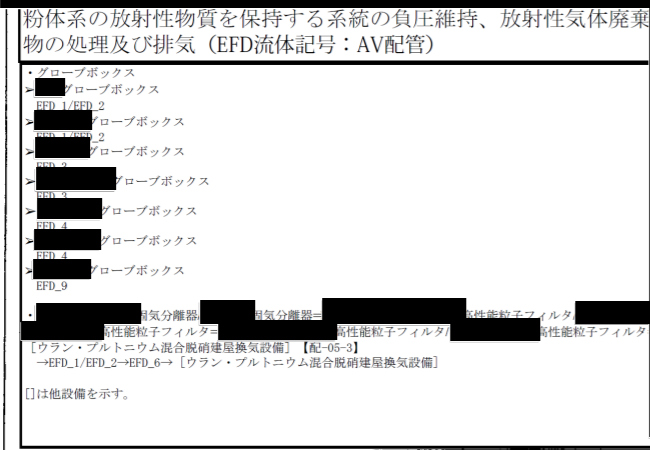 粉体系の放射性物質を保持する系統の負圧維持、放射性気体廃棄
物の処理及び排気（EFD流体記号：AV配管）
・グローブボックス
➢グローブボックス
EFD_1/EFD_2
➢グローブボックス
EFD_1/EFD_2
➢グローブボックス
EFD_2
➢グローブボックス
EFD_3
➢グローブボックス
EFD_4
➢グローブボックス
EFD_4
➢グローブボックス
EFD_9
・固気分離器/固気分離器=高性能粒子フィルタ/
高性能粒子フィルタ=高性能粒子フィルタ/高性能粒子フィルタ
［ウラン・プルトニウム混合脱硝建屋換気設備］【配-05-3】
→EFD_1/EFD_2→EFD_6→［ウラン・プルトニウム混合脱硝建屋換気設備］
[]は他設備を示す。